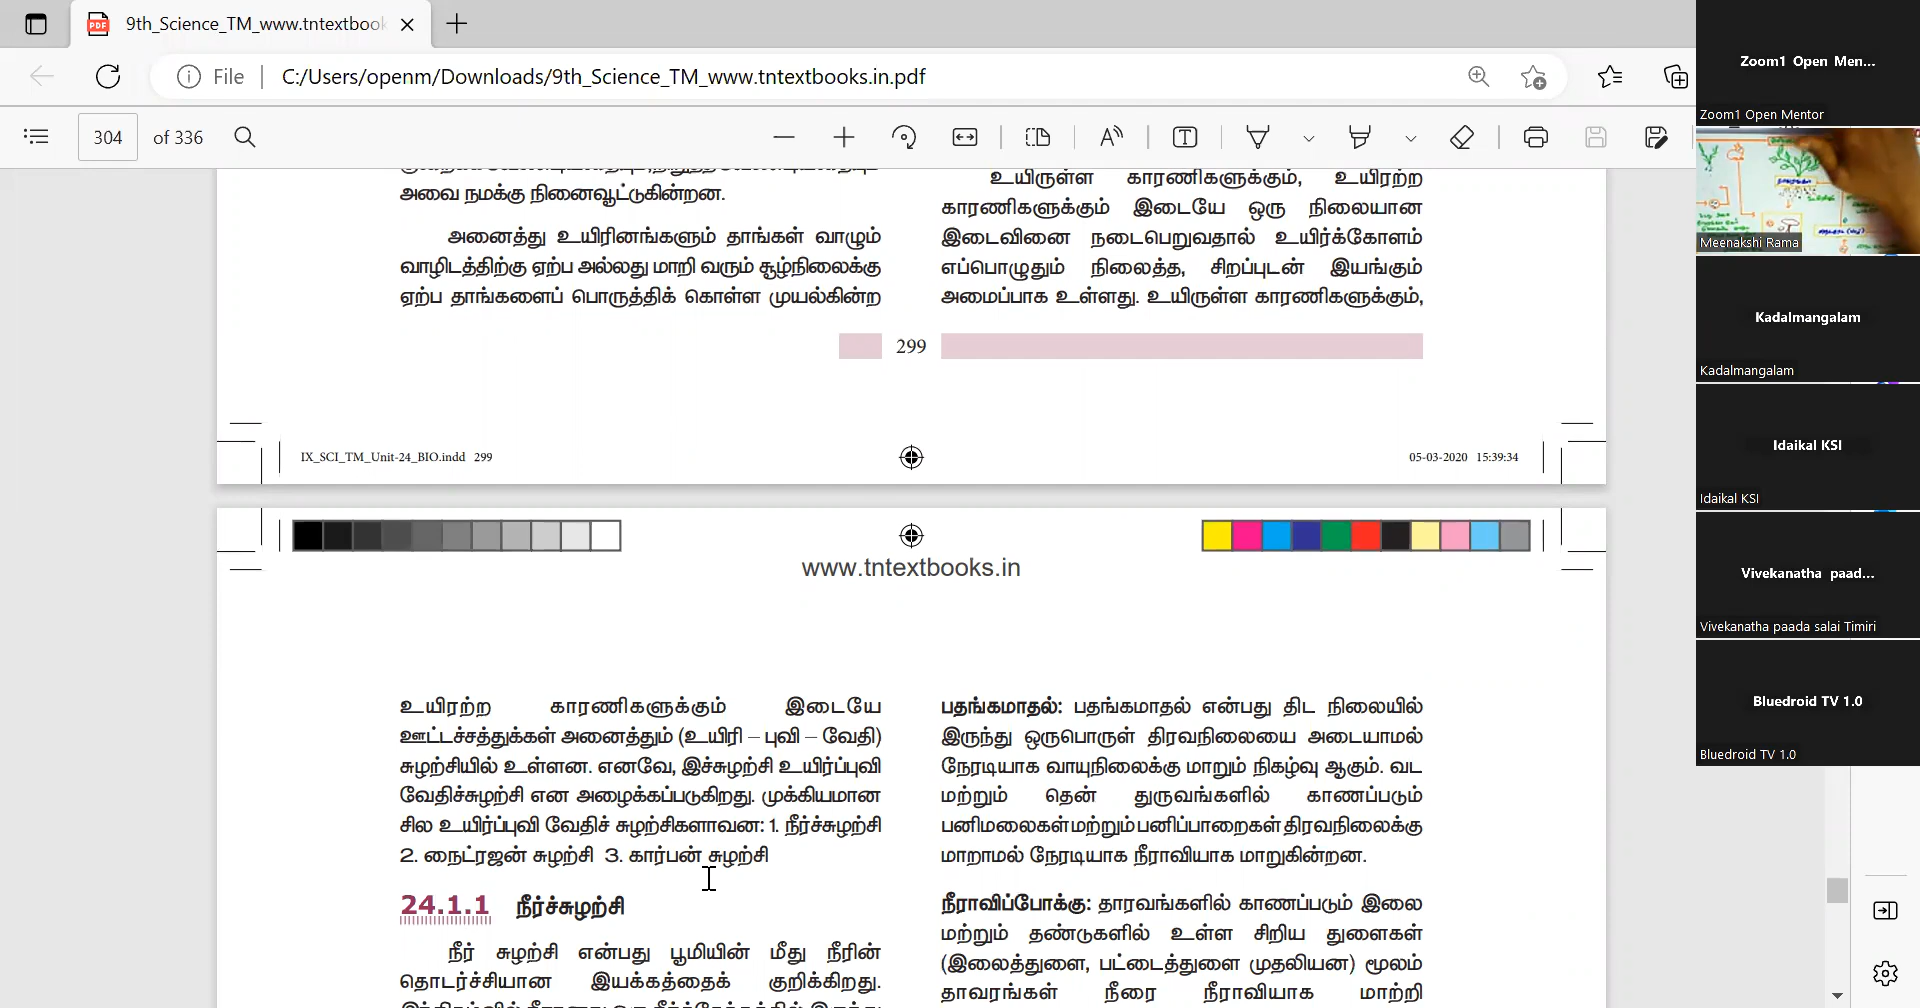 9th_Science_TM_www.tntextbook
File
C:/Users/openm/Downloads/9th_Science_TM_www.tntextbooks.in.pdf
304 of 336
அவை நமக்கு நினைவூட்டுகின்றன.
அனைத்து உயிரினங்களும் தாங்கள் வாழும்
வாழிடத்திற்கு ஏற்ப அல்லது மாறி வரும் சூழ்நிலைக்கு
ஏற்ப தாங்களைப் பொருத்திக் கொள்ள முயல்கின்ற
உயிருள்ள காரணிகளுக்கும், உயிரற்ற
காரணிகளுக்கும் இடையே ஒரு நிலையான
இடைவினை நடைபெறுவதால் உயிர்க்கோளம்
எப்பொழுதும் நிலைத்த, சிறப்புடன் இயங்கும்
அமைப்பாக உள்ளது. உயிருள்ள காரணிகளுக்கும்,
299
IX_SCI_TM_Unit-24_BIO.indd 299
05-03-2020 15:39:34
www.tntextbooks.in
உயிரற்ற காரணிகளுக்கும் இடையே
ஊட்டச்சத்துக்கள் அனைத்தும் (உயிரி – புவி – வேதி)
சுழற்சியில் உள்ளன. எனவே, இச்சுழற்சி உயிர்ப்புவி
வேதிச்சுழற்சி என அழைக்கப்படுகிறது. முக்கியமான
சில உயிர்ப்புவி வேதிச் சுழற்சிகளாவன: 1. நீர்ச்சுழற்சி
2. நைட்ரஜன் சுழற்சி 3. கார்பன் சுழற்சி
24.1.1 நீர்ச்சுழற்சி
நீர் சுழற்சி என்பது பூமியின் மீது நீரின்
தொடர்ச்சியான இயக்கத்தைக் குறிக்கிறது.
பதங்கமாதல்: பதங்கமாதல் என்பது திட நிலையில்
இருந்து ஒருபொருள் திரவநிலையை அடையாமல்
நேரடியாக வாயுநிலைக்கு மாறும் நிகழ்வு ஆகும். வட
மற்றும் தென் துருவங்களில் காணப்படும்
பனிமலைகள்மற்றும்பனிப்பாறைகள்திரவநிலைக்கு
மாறாமல் நேரடியாக நீராவியாக மாறுகின்றன.
நீராவிப்போக்கு: தாரவங்களில் காணப்படும் இலை
மற்றும் தண்டுகளில் உள்ள சிறிய துளைகள்
(இலைத்துளை, பட்டைத்துளை முதலியன) மூலம்
தாவரங்கள் நீரை நீராவியாக மாற்றி
Zoom1 Open Men...
Zoom1 Open Mentor
Meenakshi Rama
Kadalmangalam
Kadalmangalam
Idaikal KSI
Idaikal KSI
Vivekanatha paad...
Vivekanatha paada salai Timiri
Bluedroid TV 1.0
Bluedroid TV 1.0